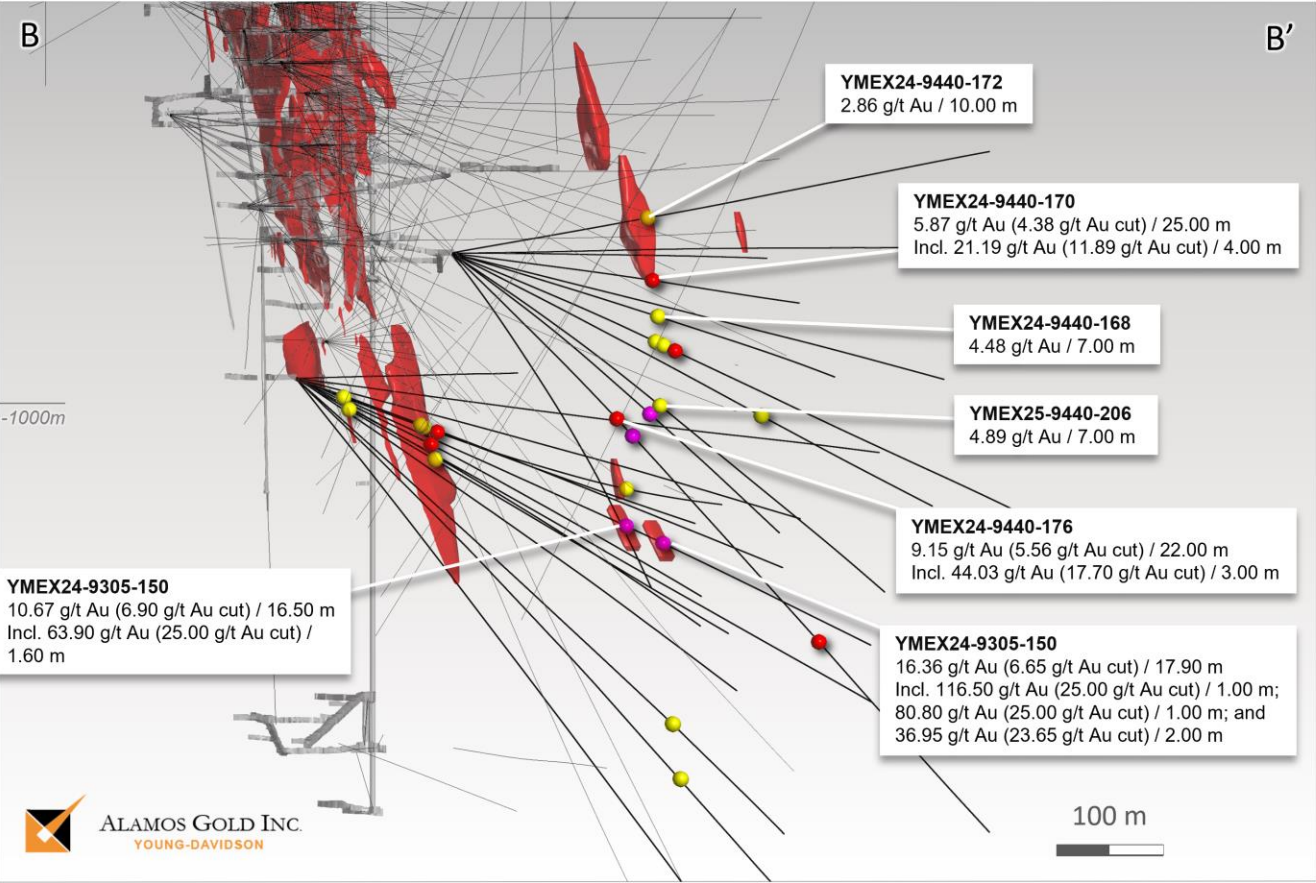 B
B'
YMEX24-9440-172
2.86 g/t Au / 10.00 m
YMEX24-9440-170
5.87 g/t Au (4.38 g/t Au cut) / 25.00 m
Incl. 21.19 g/t Au (11.89 g/t Au cut) / 4.00 m
YMEX24-9440-168
4.48 g/t Au / 7.00 m
-1000m
YMEX25-9440-206
4.89 g/t Au / 7.00 m
YMEX24-9440-176
9.15 g/t Au (5.56 g/t Au cut) / 22.00 m
Incl. 44.03 g/t Au (17.70 g/t Au cut) / 3.00 m
YMEX24-9305-150
10.67 g/t Au (6.90 g/t Au cut) / 16.50 m
Incl. 63.90 g/t Au (25.00 g/t Au cut) /
1.60 m
YMEX24-9305-150
16.36 g/t Au (6.65 g/t Au cut) / 17.90 m
Incl. 116.50 g/t Au (25.00 g/t Au cut) / 1.00 m;
80.80 g/t Au (25.00 g/t Au cut) / 1.00 m; and
36.95 g/t Au (23.65 g/t Au cut) / 2.00 m
ALAMOS GOLD INC.
YOUNG-DAVIDSON
100 m